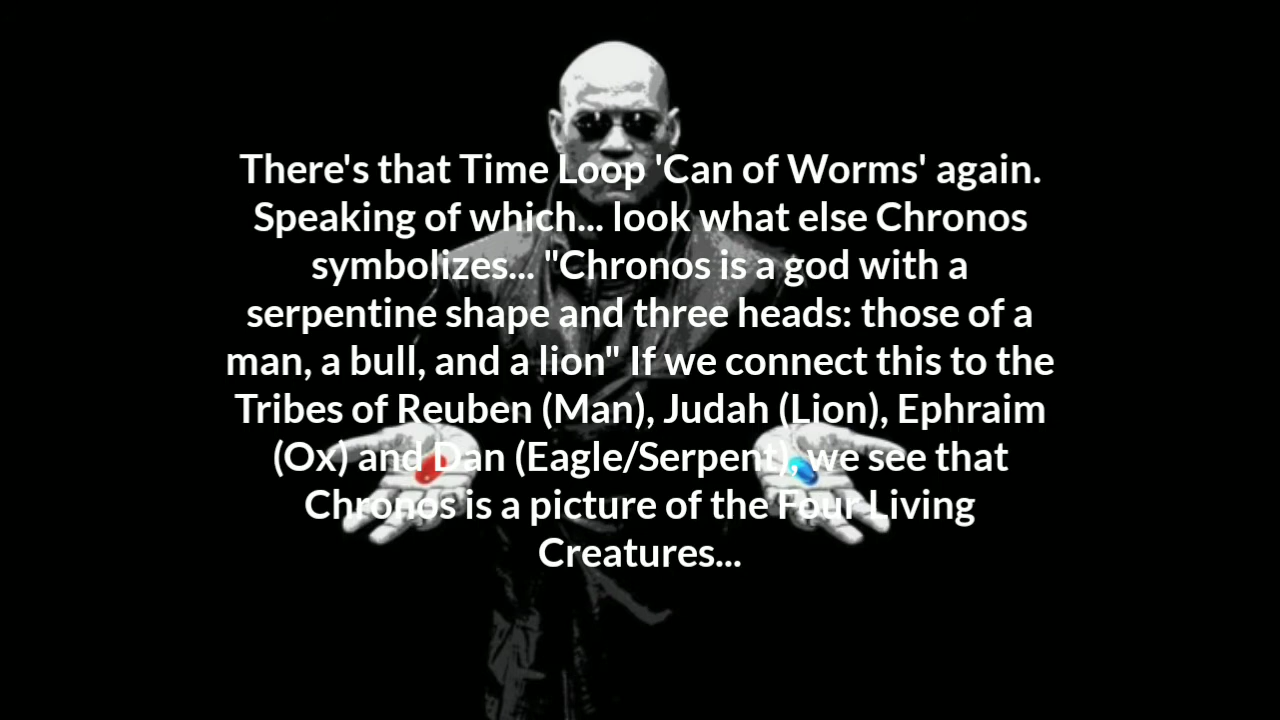 There's that Time Loop 'Can of Worms' again.
Speaking of which... look what else Chronos
symbolizes... "Chronos is a god with a
serpentine shape and three heads: those of a
man, a bull, and a lion" If we connect this to the
Tribes of Reuben (Man), Judah (Lion), Ephraim
(Ox) and Dan (Eagle/Serpent), we see that
Chronos is a picture of the Four Living
Creatures...